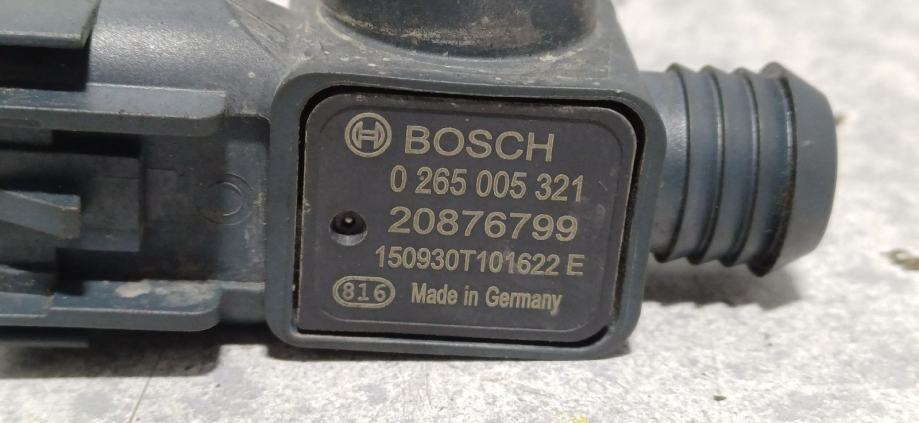 BOSCH
0 265 005 321
20876799
150930T101622 E
816 Made in Germany